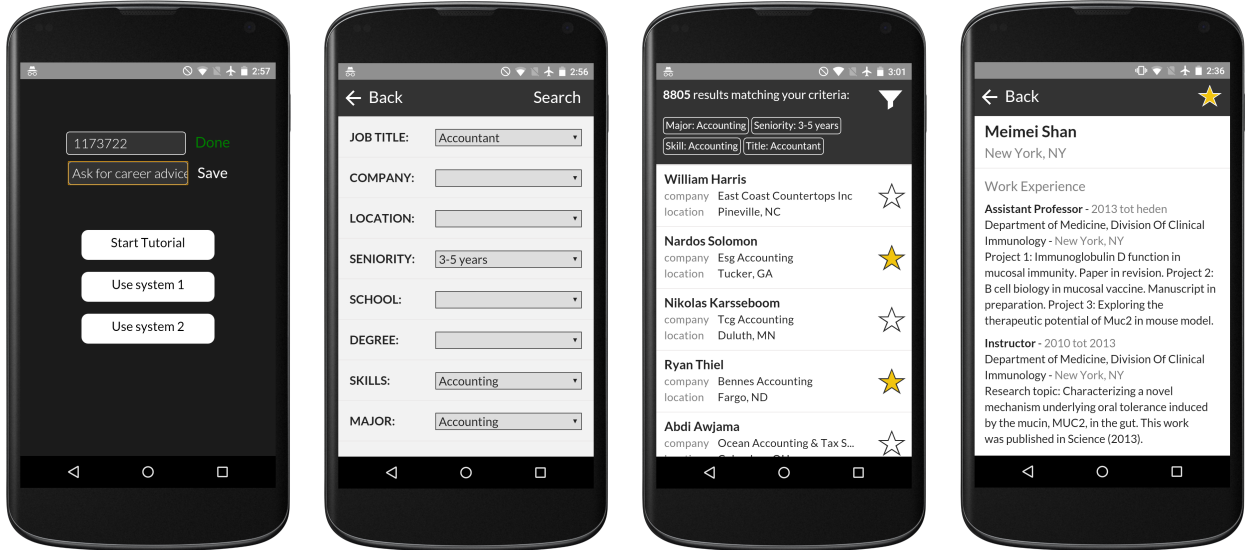 2:57
1173722 Done
Ask for career advice Save
Start Tutorial
Use system 1
Use system 2
2:56
Back Search
JOB TITLE: Accountant
COMPANY:
LOCATION:
SENIORITY: 3-5 years
SCHOOL:
DEGREE:
SKILLS: Accounting
MAJOR: Accounting
3:01
8805 results matching your criteria:
Major: Accounting Seniority: 3-5 years
Skill: Accounting Title: Accountant
William Harris
company East Coast Countertops Inc
location Pineville, NC
Nardos Solomon
company Esg Accounting
location Tucker, GA
Nikolas Karsseboom
company Tcg Accounting
location Duluth, MN
Ryan Thiel
company Bennes Accounting
location Fargo, ND
Abdi Awjama
company Ocean Accounting & Tax S...
2:36
Back
Meimei Shan
New York, NY
Work Experience
Assistant Professor - 2013 tot heden
Department of Medicine, Division Of Clinical
Immunology - New York, NY
Project 1: Immunoglobulin D function in
mucosal immunity. Paper in revision. Project 2:
B cell biology in mucosal vaccine. Manuscript in
preparation. Project 3: Exploring the
therapeutic potential of Muc2 in mouse model.
Instructor - 2010 tot 2013
Department of Medicine, Division Of Clinical
Immunology - New York, NY
Research topic: Characterizing a novel
mechanism underlying oral tolerance induced
by the mucin, MUC2, in the gut. This work
was published in Science (2013).